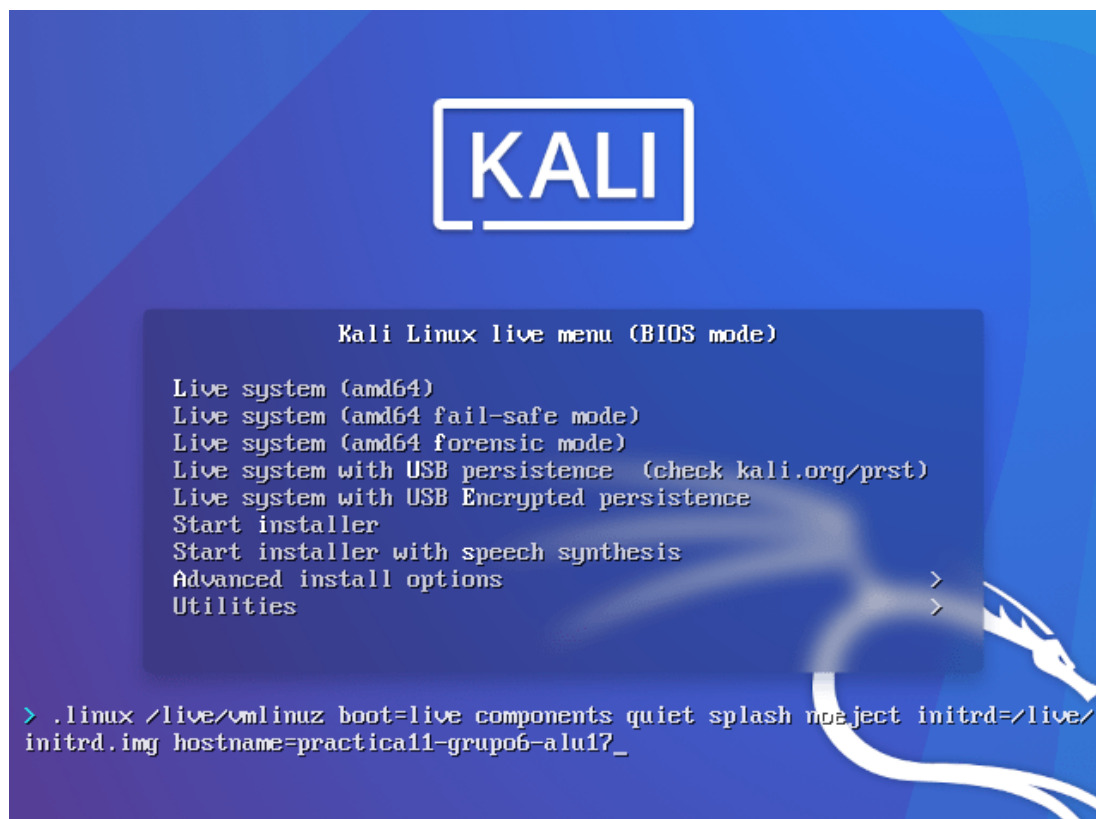 KALI
Kali Linux live menu (BIOS mode)
Live system (amd64)
Live system (amd64 fail-safe mode)
Live system (amd64 forensic mode)
Live system with USB persistence  (check kali.org/prst)
Live system with USB Encrypted persistence
Start installer
Start installer with speech synthesis
Advanced install options >
Utilities >
> .linux /live/vmlinuz boot=live components quiet splash noeject initrd=/live/
initrd.img hostname=practica11-grupo6-alu17_